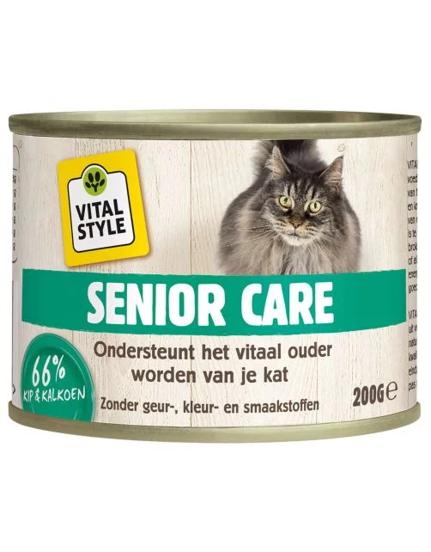 VITAL
STYLE
SENIOR CARE
Ondersteunt het vitaal ouder
worden van je kat
66%
KIP & KALKOEN
Zonder geur-, kleur- en smaakstoffen
200G℮